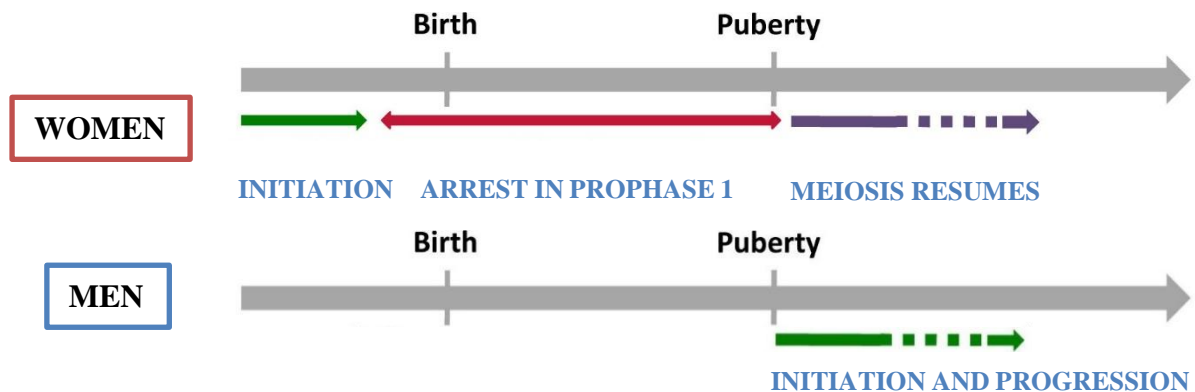 Birth Puberty
WOMEN
INITIATION ARREST IN PROPHASE 1 MEIOSIS RESUMES
Birth Puberty
MEN
INITIATION AND PROGRESSION